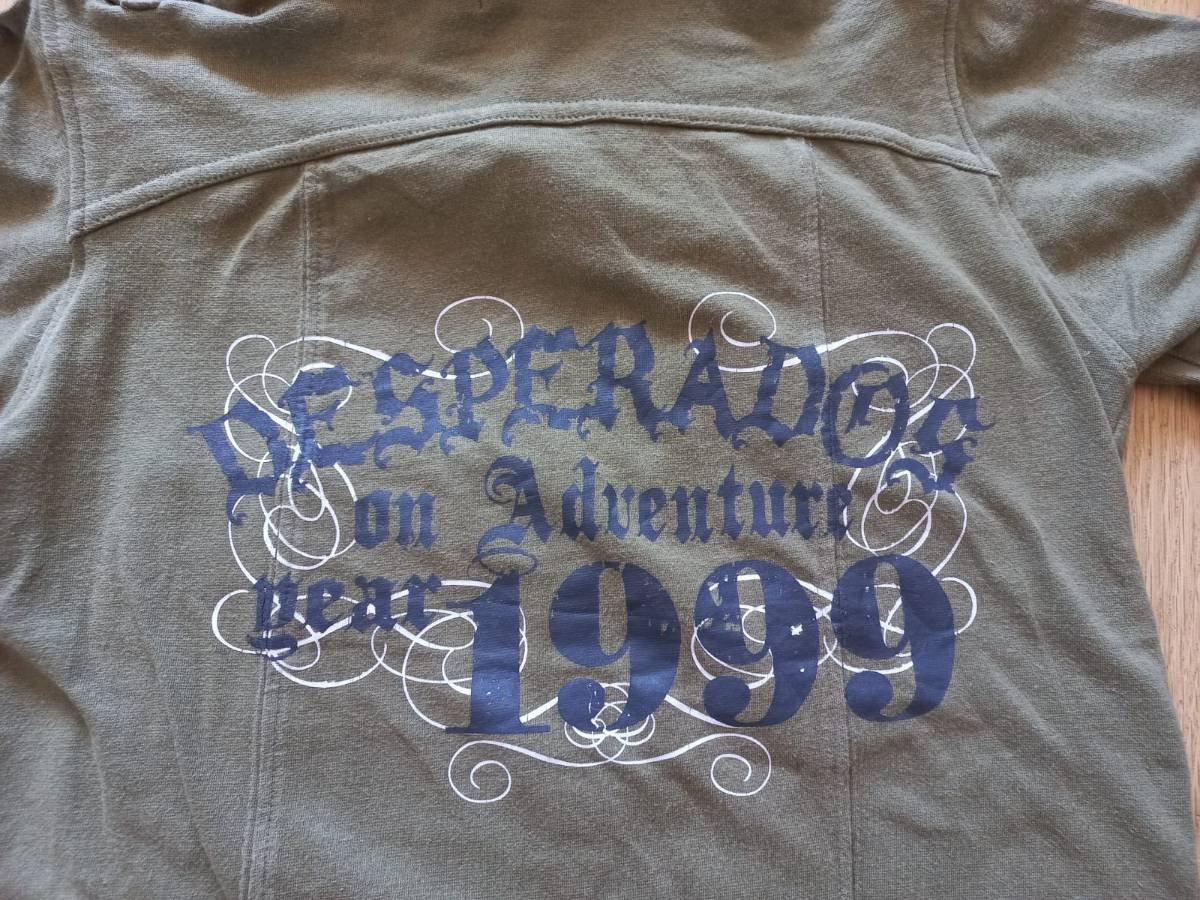 DESPERADOS
on Adventure
year 1999